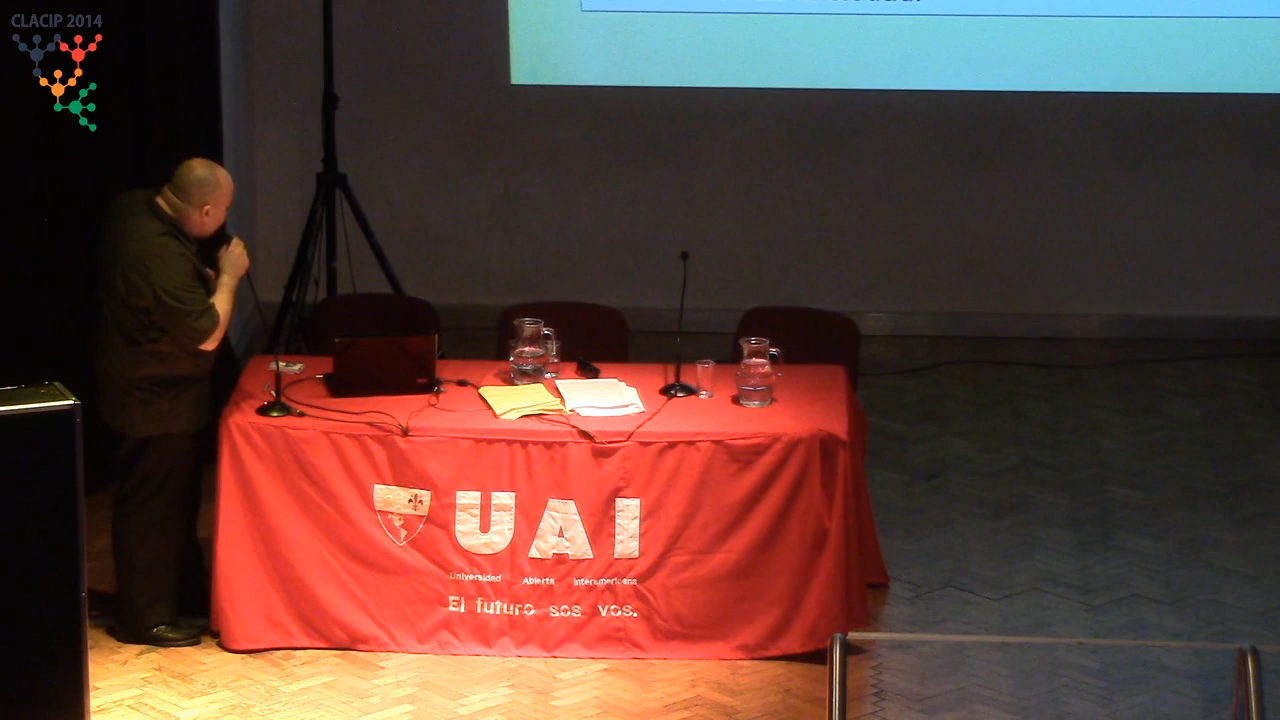 CLACIP 2014
UAI
Universidad Abierta Interamericana
El futuro sos vos.